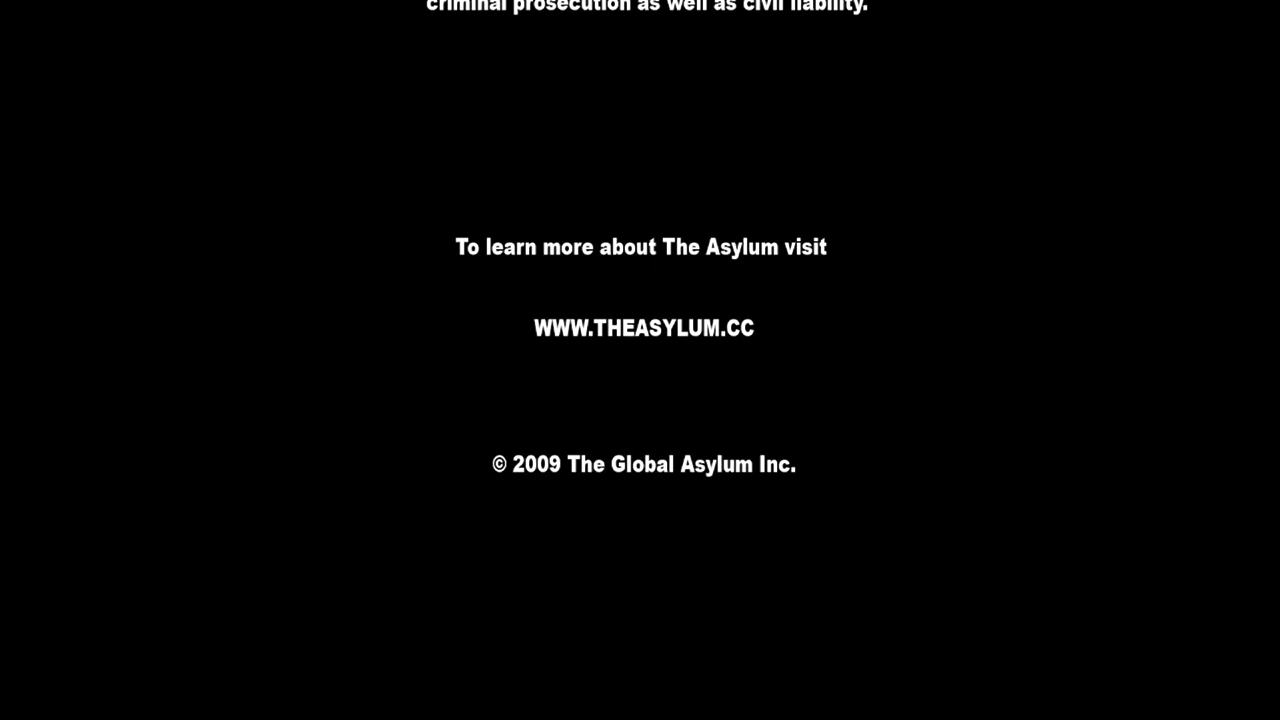 criminal prosecution as well as civil liability.
To learn more about The Asylum visit
WWW.THEASYLUM.CC
© 2009 The Global Asylum Inc.